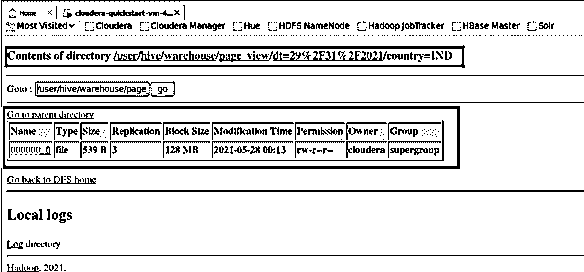 Home
cloudera-quickstart-vm-4...
Most Visited Cloudera Cloudera Manager Hue HDFS NameNode Hadoop JobTracker HBase Master Solr
Contents of directory /user/hive/warehouse/page_view/dt=29%2F31%2F2021/country=IND
Goto : /user/hive/warehouse/page go
Go to parent directory
Name Type Size Replication Block Size Modification Time Permission Owner Group
000000_0 file 539 B 3 128 MB 2021-05-28 00:13 rw-r--r-- cloudera supergroup
Go back to DFS home
Local logs
Log directory
Hadoop, 2021.